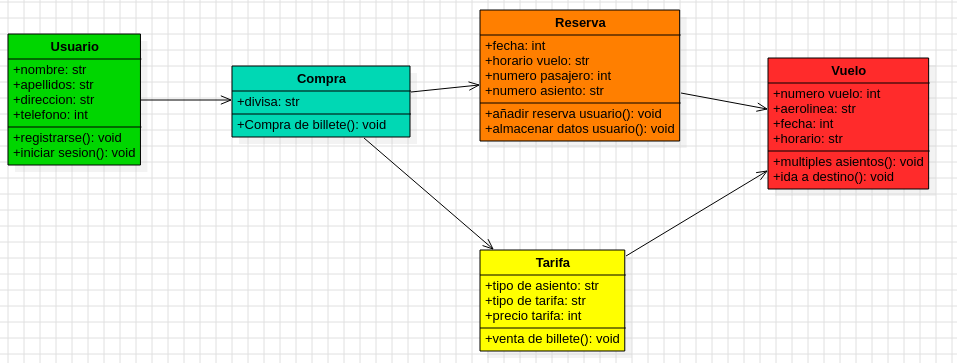 Usuario
+nombre: str
+apellidos: str
+direccion: str
+telefono: int
+registrarse(): void
+iniciar sesion(): void
Compra
+divisa: str
+Compra de billete(): void
Reserva
+fecha: int
+horario vuelo: str
+numero pasajero: int
+numero asiento: str
+añadir reserva usuario(): void
+almacenar datos usuario(): void
Tarifa
+tipo de asiento: str
+tipo de tarifa: str
+precio tarifa: int
+venta de billete(): void
Vuelo
+numero vuelo: int
+aerolinea: str
+fecha: int
+horario: str
+multiples asientos(): void
+ida a destino(): void